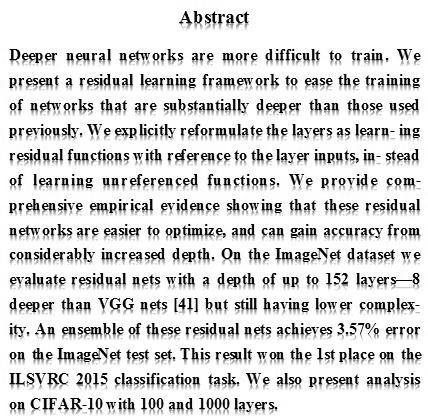 Abstract
Deeper neural networks are more difficult to train. We
present a residual learning framework to ease the training
of networks that are substantially deeper than those used
previously. We explicitly reformulate the layers as learn- ing
residual functions with reference to the layer inputs, in- stead
of learning unreferenced functions. We provide com-
prehensive empirical evidence showing that these residual
networks are easier to optimize, and can gain accuracy from
considerably increased depth. On the ImageNet dataset we
evaluate residual nets with a depth of up to 152 layers—8
deeper than VGG nets [41] but still having lower complex-
ity. An ensemble of these residual nets achieves 3.57% error
on the ImageNet test set. This result won the 1st place on the
ILSVRC 2015 classification task. We also present analysis
on CIFAR-10 with 100 and 1000 layers.